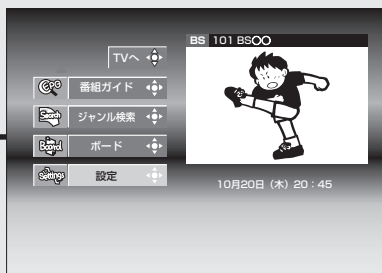 BS 101 BS〇〇
TVへ
EPG 番組ガイド
Search ジャンル検索
Info Board ボード
Settings 設定
10月20日（木）20：45